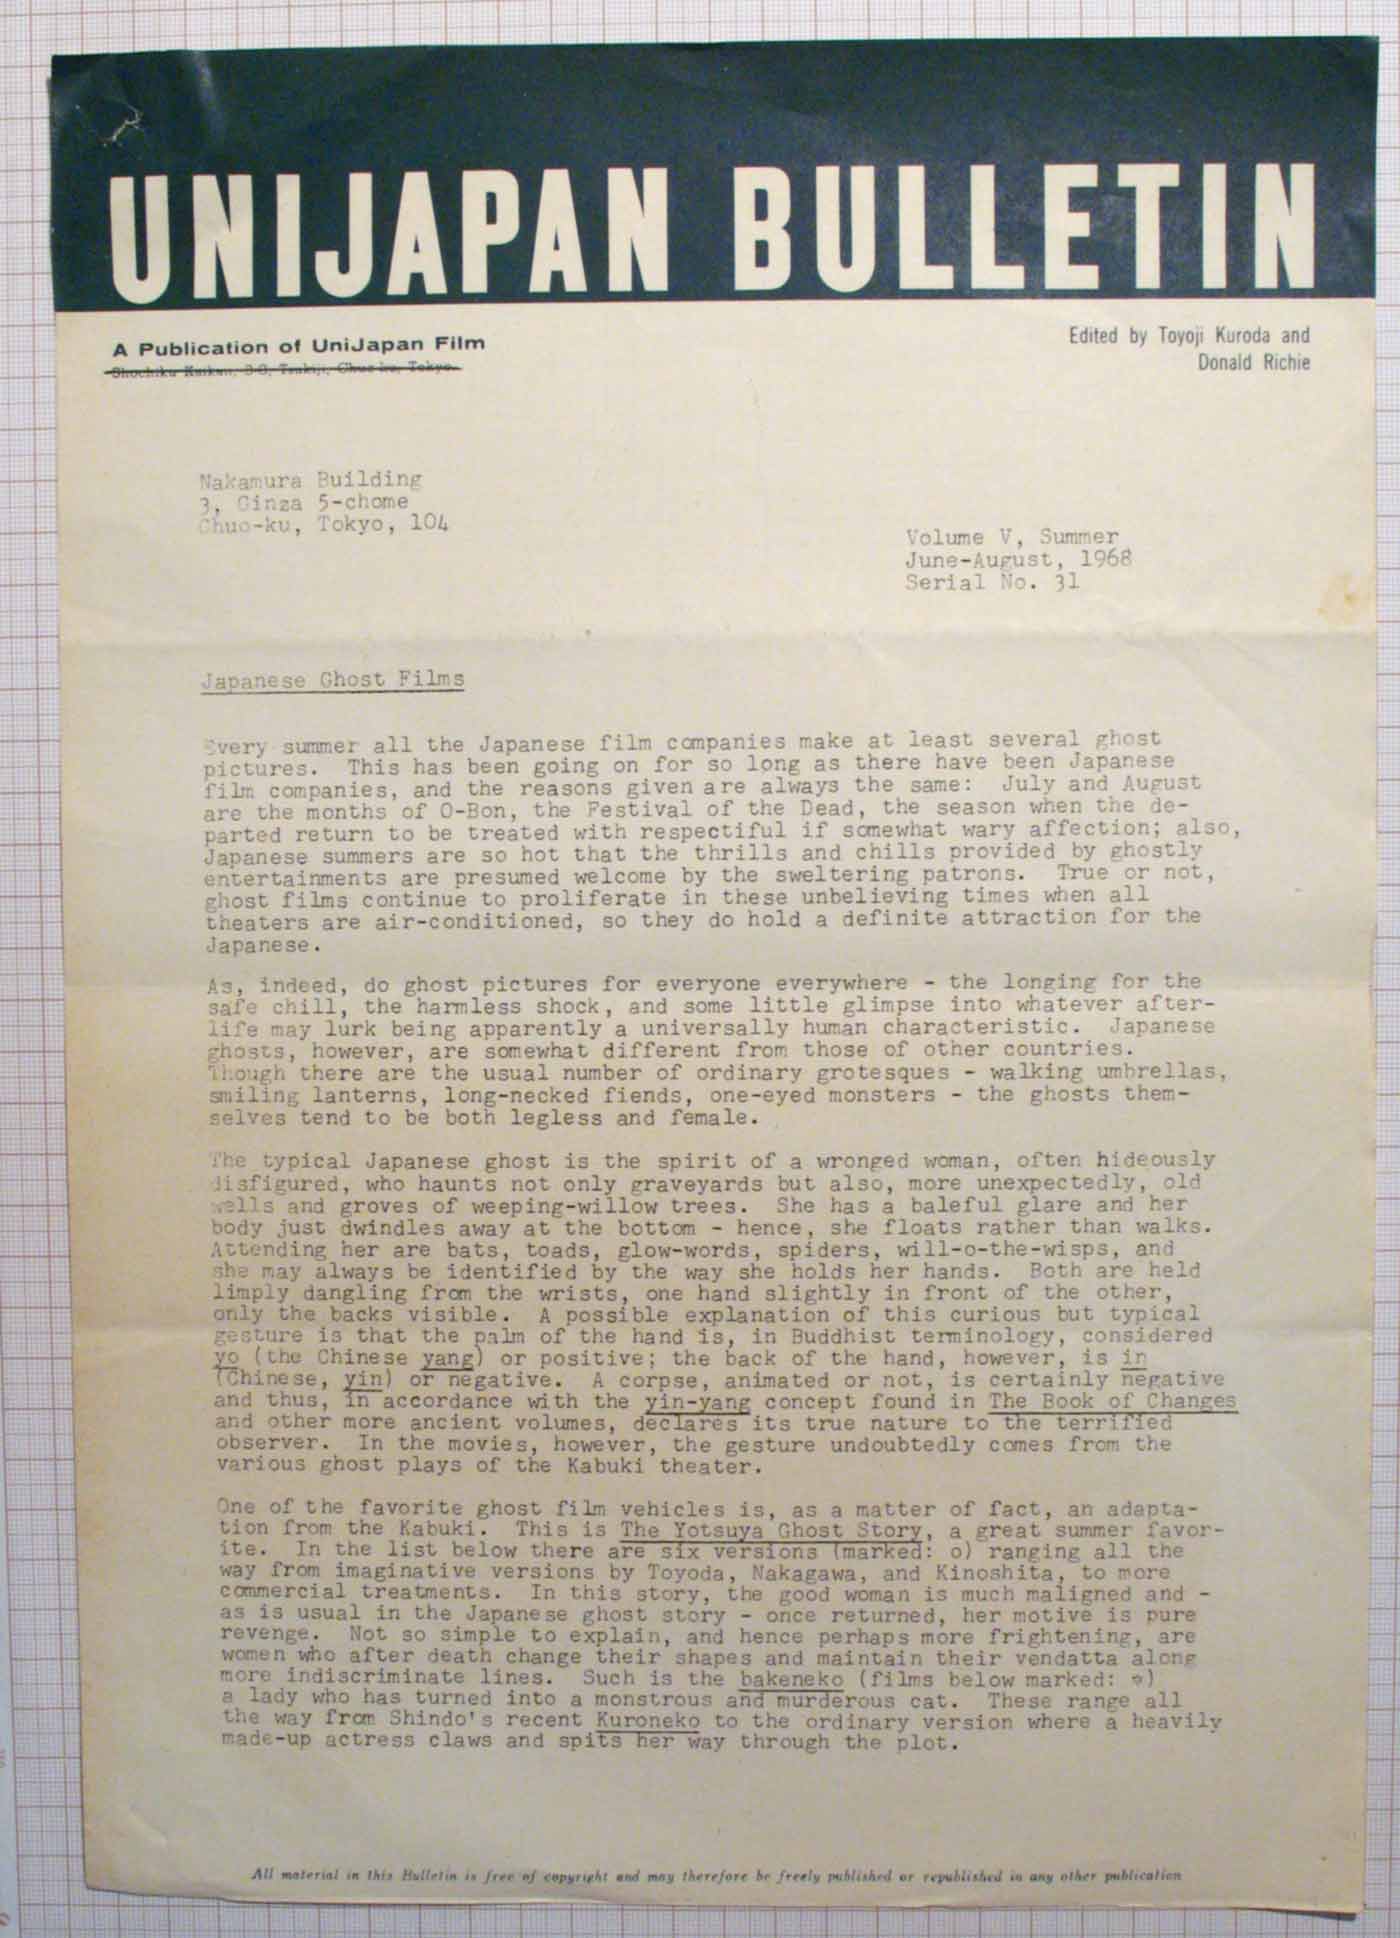 UNIJAPAN BULLETIN
A Publication of UniJapan Film
Shochiku Kaikan, 3-8, Tsukiji, Chuo-ku, Tokyo.
Edited by Toyoji Kuroda and
Donald Richie
Nakamura Building
3, Ginza 5-chome
Chuo-ku, Tokyo, 104
Volume V, Summer
June-August, 1968
Serial No. 31
Japanese Ghost Films
Every summer all the Japanese film companies make at least several ghost
pictures. This has been going on for so long as there have been Japanese
film companies, and the reasons given are always the same: July and August
are the months of O-Bon, the Festival of the Dead, the season when the de-
parted return to be treated with respectiful if somewhat wary affection; also,
Japanese summers are so hot that the thrills and chills provided by ghostly
entertainments are presumed welcome by the sweltering patrons. True or not,
ghost films continue to proliferate in these unbelieving times when all
theaters are air-conditioned, so they do hold a definite attraction for the
Japanese.
As, indeed, do ghost pictures for everyone everywhere - the longing for the
safe chill, the harmless shock, and some little glimpse into whatever after-
life may lurk being apparently a universally human characteristic. Japanese
ghosts, however, are somewhat different from those of other countries.
Though there are the usual number of ordinary grotesques - walking umbrellas,
smiling lanterns, long-necked fiends, one-eyed monsters - the ghosts them-
selves tend to be both legless and female.
The typical Japanese ghost is the spirit of a wronged woman, often hideously
disfigured, who haunts not only graveyards but also, more unexpectedly, old
wells and groves of weeping-willow trees. She has a baleful glare and her
body just dwindles away at the bottom - hence, she floats rather than walks.
Attending her are bats, toads, glow-words, spiders, will-o-the-wisps, and
she may always be identified by the way she holds her hands. Both are held
limply dangling from the wrists, one hand slightly in front of the other,
only the backs visible. A possible explanation of this curious but typical
gesture is that the palm of the hand is, in Buddhist terminology, considered
yo (the Chinese yang) or positive; the back of the hand, however, is in
(Chinese, yin) or negative. A corpse, animated or not, is certainly negative
and thus, in accordance with the yin-yang concept found in The Book of Changes
and other more ancient volumes, declares its true nature to the terrified
observer. In the movies, however, the gesture undoubtedly comes from the
various ghost plays of the Kabuki theater.
One of the favorite ghost film vehicles is, as a matter of fact, an adapta-
tion from the Kabuki. This is The Yotsuya Ghost Story, a great summer favor-
ite. In the list below there are six versions (marked: o) ranging all the
way from imaginative versions by Toyoda, Nakagawa, and Kinoshita, to more
commercial treatments. In this story, the good woman is much maligned and -
as is usual in the Japanese ghost story - once returned, her motive is pure
revenge. Not so simple to explain, and hence perhaps more frightening, are
women who after death change their shapes and maintain their vendatta along
more indiscriminate lines. Such is the bakeneko (films below marked: *)
a lady who has turned into a monstrous and murderous cat. These range all
the way from Shindo's recent Kuroneko to the ordinary version where a heavily
made-up actress claws and spits her way through the plot.
All material in this Bulletin is free of copyright and may therefore be freely published or republished in any other publication